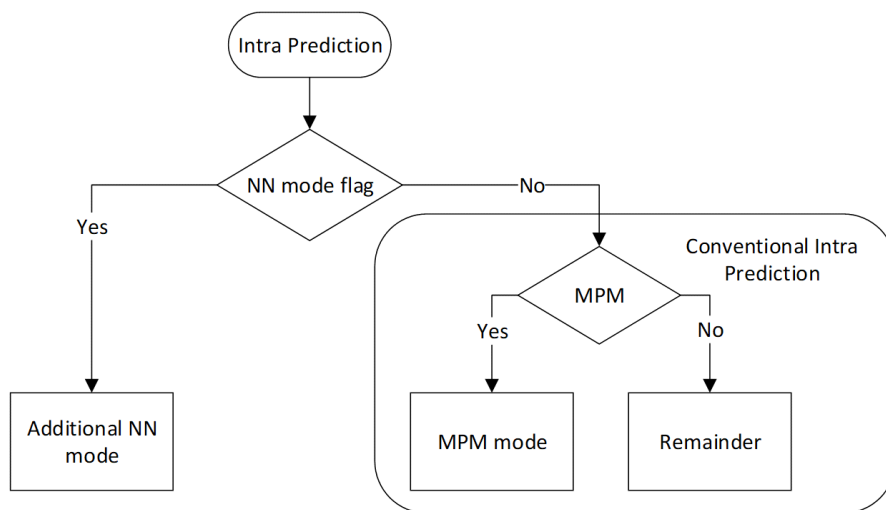 Intra Prediction
NN mode flag
No
Yes
Conventional Intra
Prediction
MPM
Yes
No
Additional NN
mode
MPM mode
Remainder